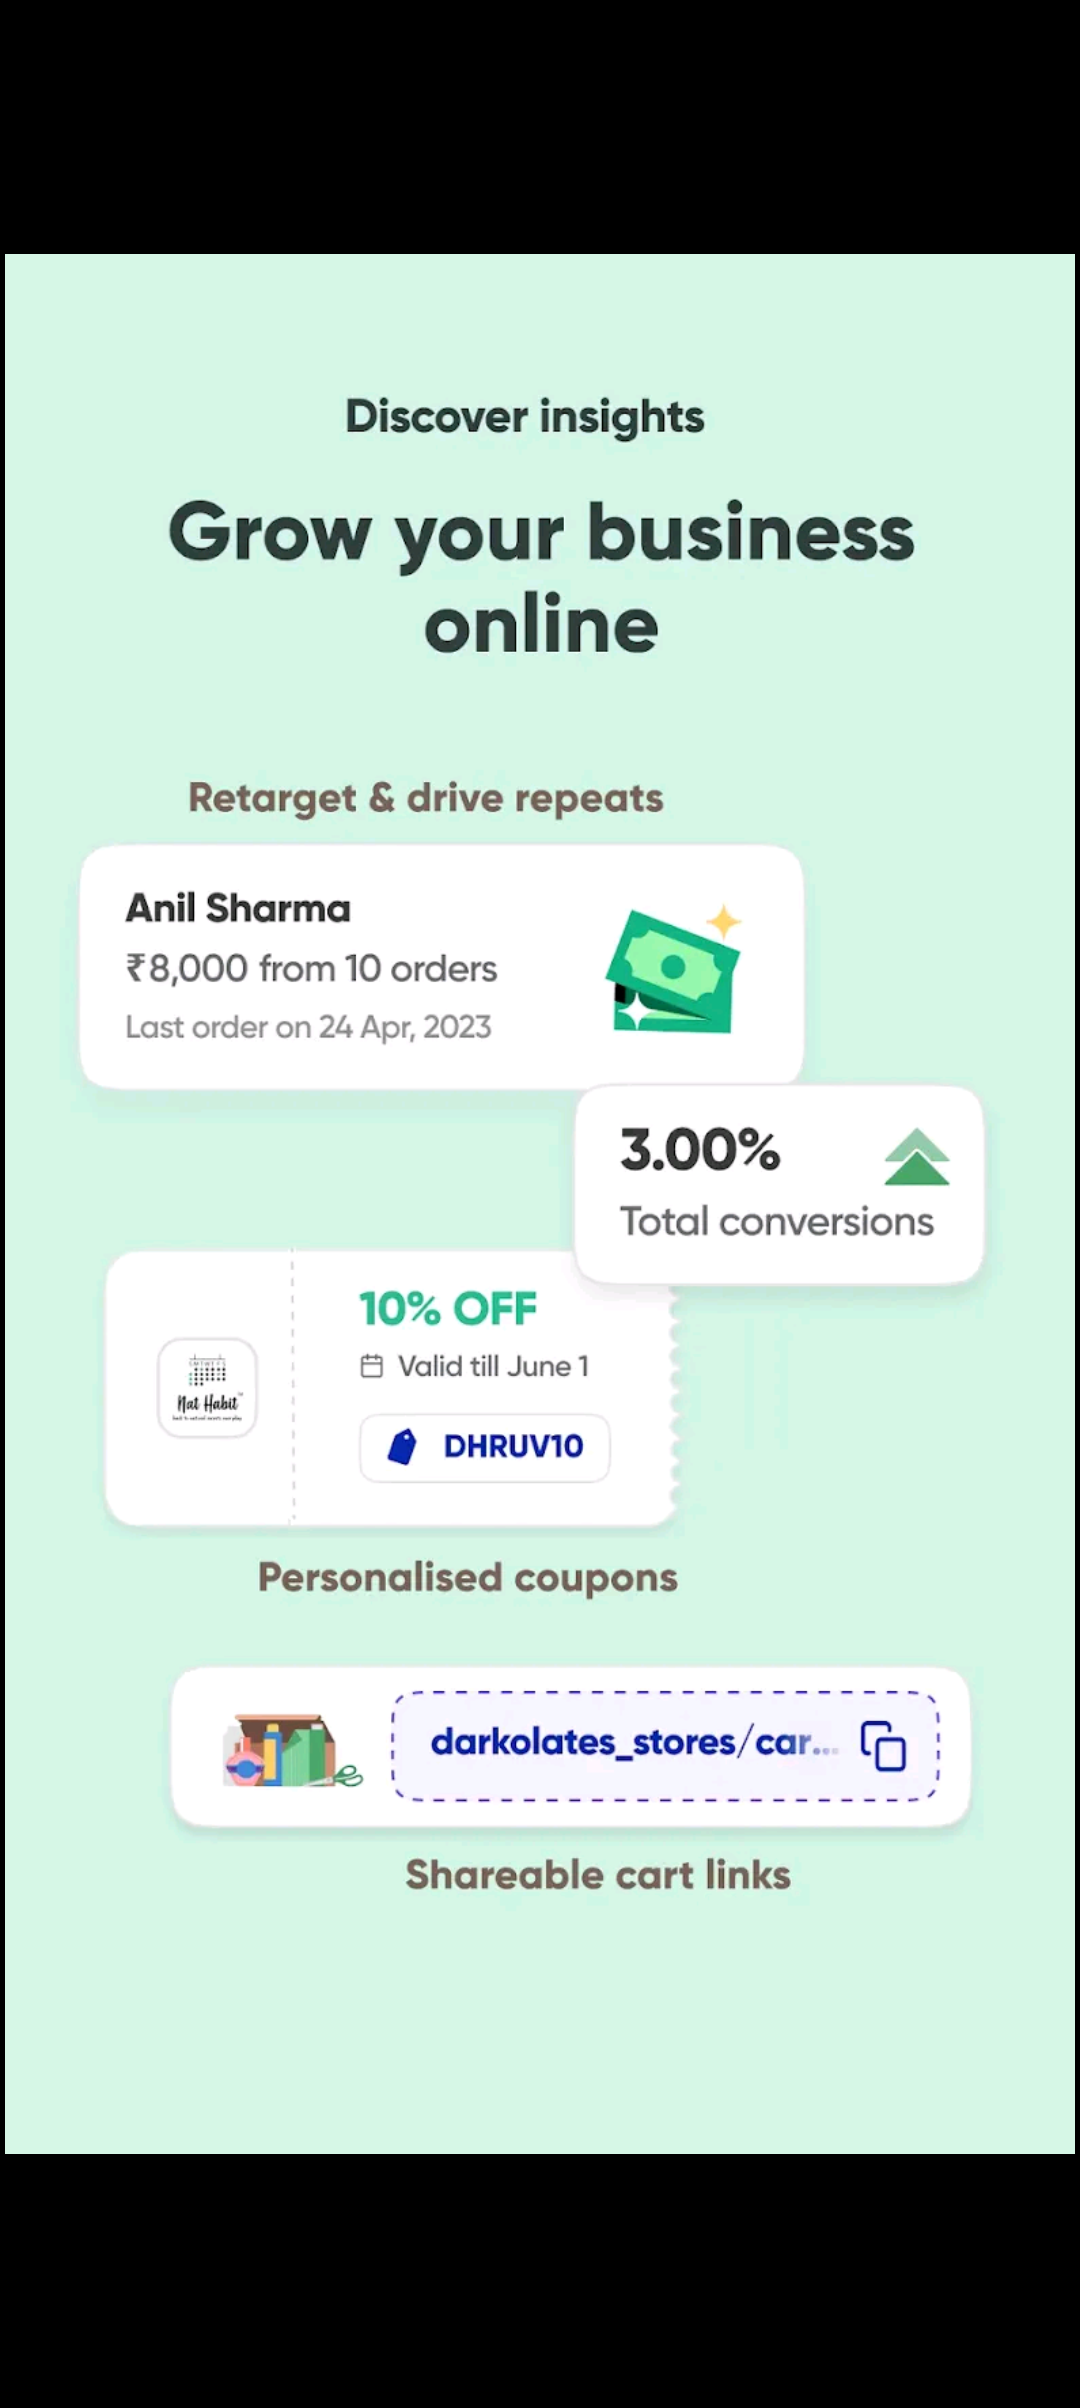 Discover insights
Grow your business
online
Retarget & drive repeats
Anil Sharma
₹8,000 from 10 orders
Last order on 24 Apr, 2023
3.00%
Total conversions
10% OFF
Valid till June 1
Nat Habit
DHRUV10
Personalised coupons
darkolates_stores/car...
Shareable cart links